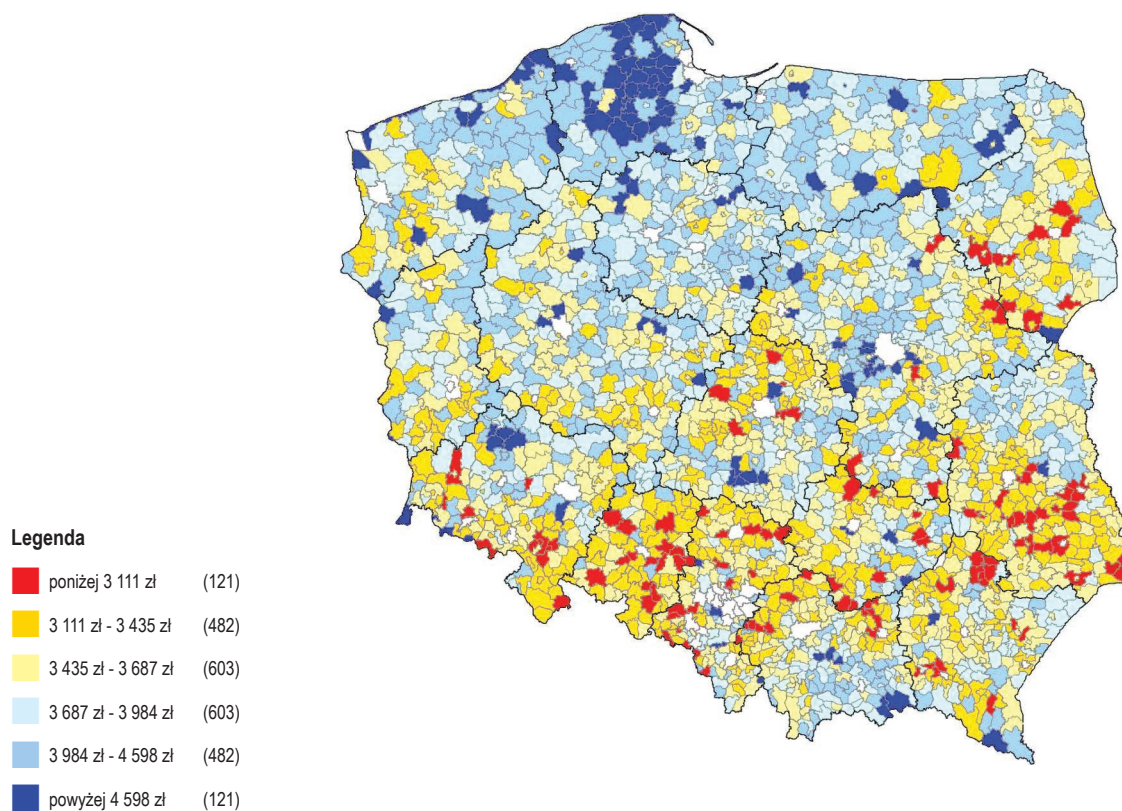 Legenda
poniżej 3 111 zł (121)
3 111 zł - 3 435 zł (482)
3 435 zł - 3 687 zł (603)
3 687 zł - 3 984 zł (603)
3 984 zł - 4 598 zł (482)
powyżej 4 598 zł (121)